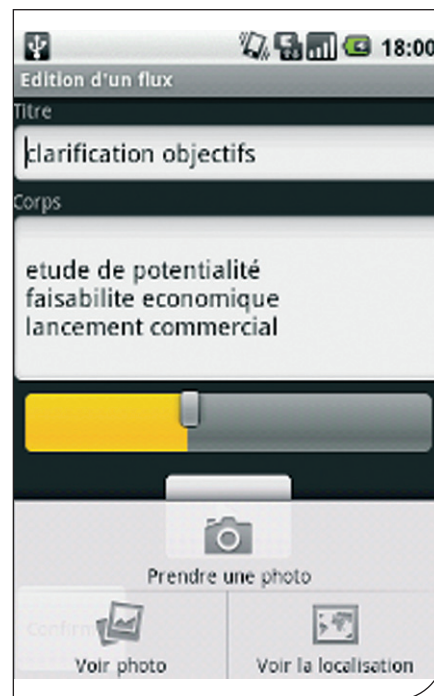 18:00
Edition d'un flux
Titre
clarification objectifs
Corps
etude de potentialité
faisabilite economique
lancement commercial
Prendre une photo
Voir photo
Voir la localisation